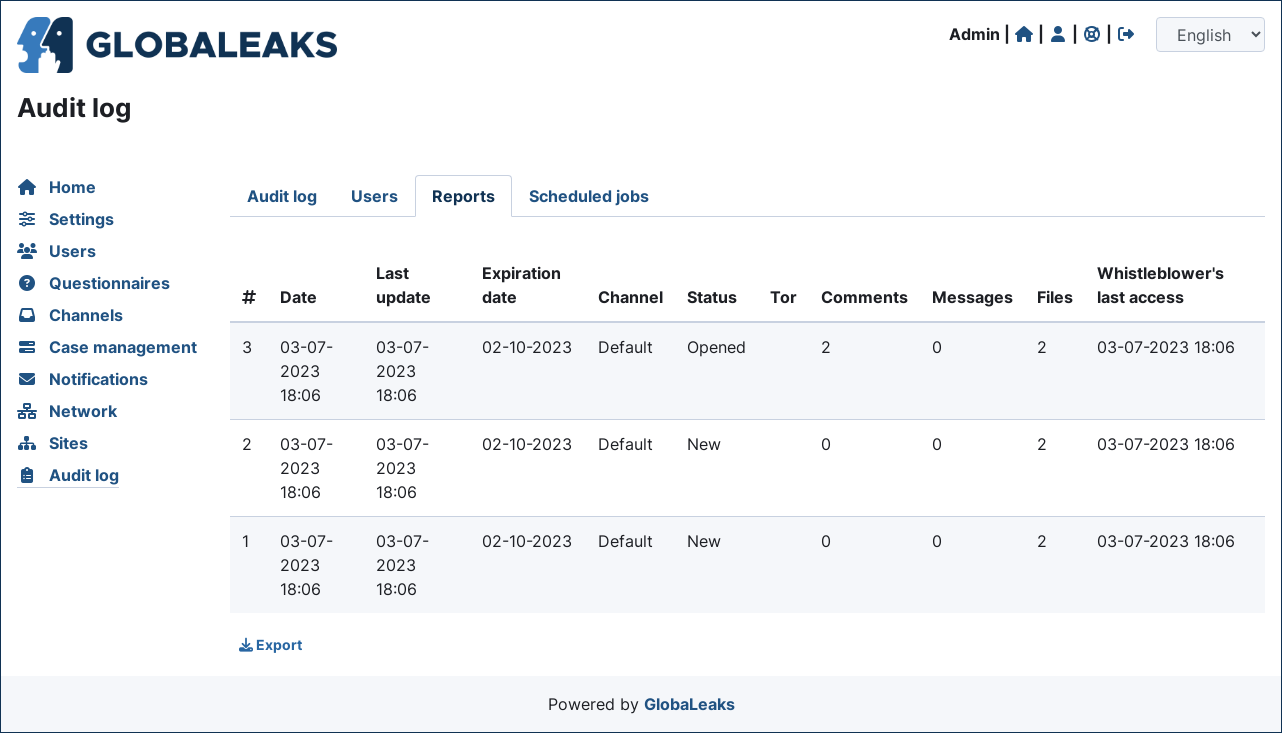 GLOBALEAKS
Admin | | | |
English
Audit log
Home
Settings
Users
Questionnaires
Channels
Case management
Notifications
Network
Sites
Audit log
Audit log Users Reports Scheduled jobs
# Date Last update Expiration date Channel Status Tor Comments Messages Files Whistleblower's last access
3 03-07-2023 18:06 03-07-2023 18:06 02-10-2023 Default Opened 2 0 2 03-07-2023 18:06
2 03-07-2023 18:06 03-07-2023 18:06 02-10-2023 Default New 0 0 2 03-07-2023 18:06
1 03-07-2023 18:06 03-07-2023 18:06 02-10-2023 Default New 0 0 2 03-07-2023 18:06
Export
Powered by GlobaLeaks